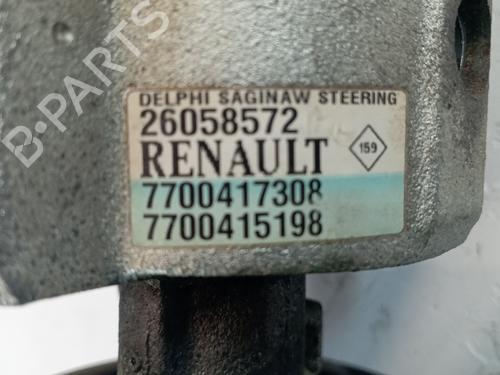 B-PARTS
DELPHI SAGINAW STEERING
26058572
RENAULT
159
7700417308
7700415198